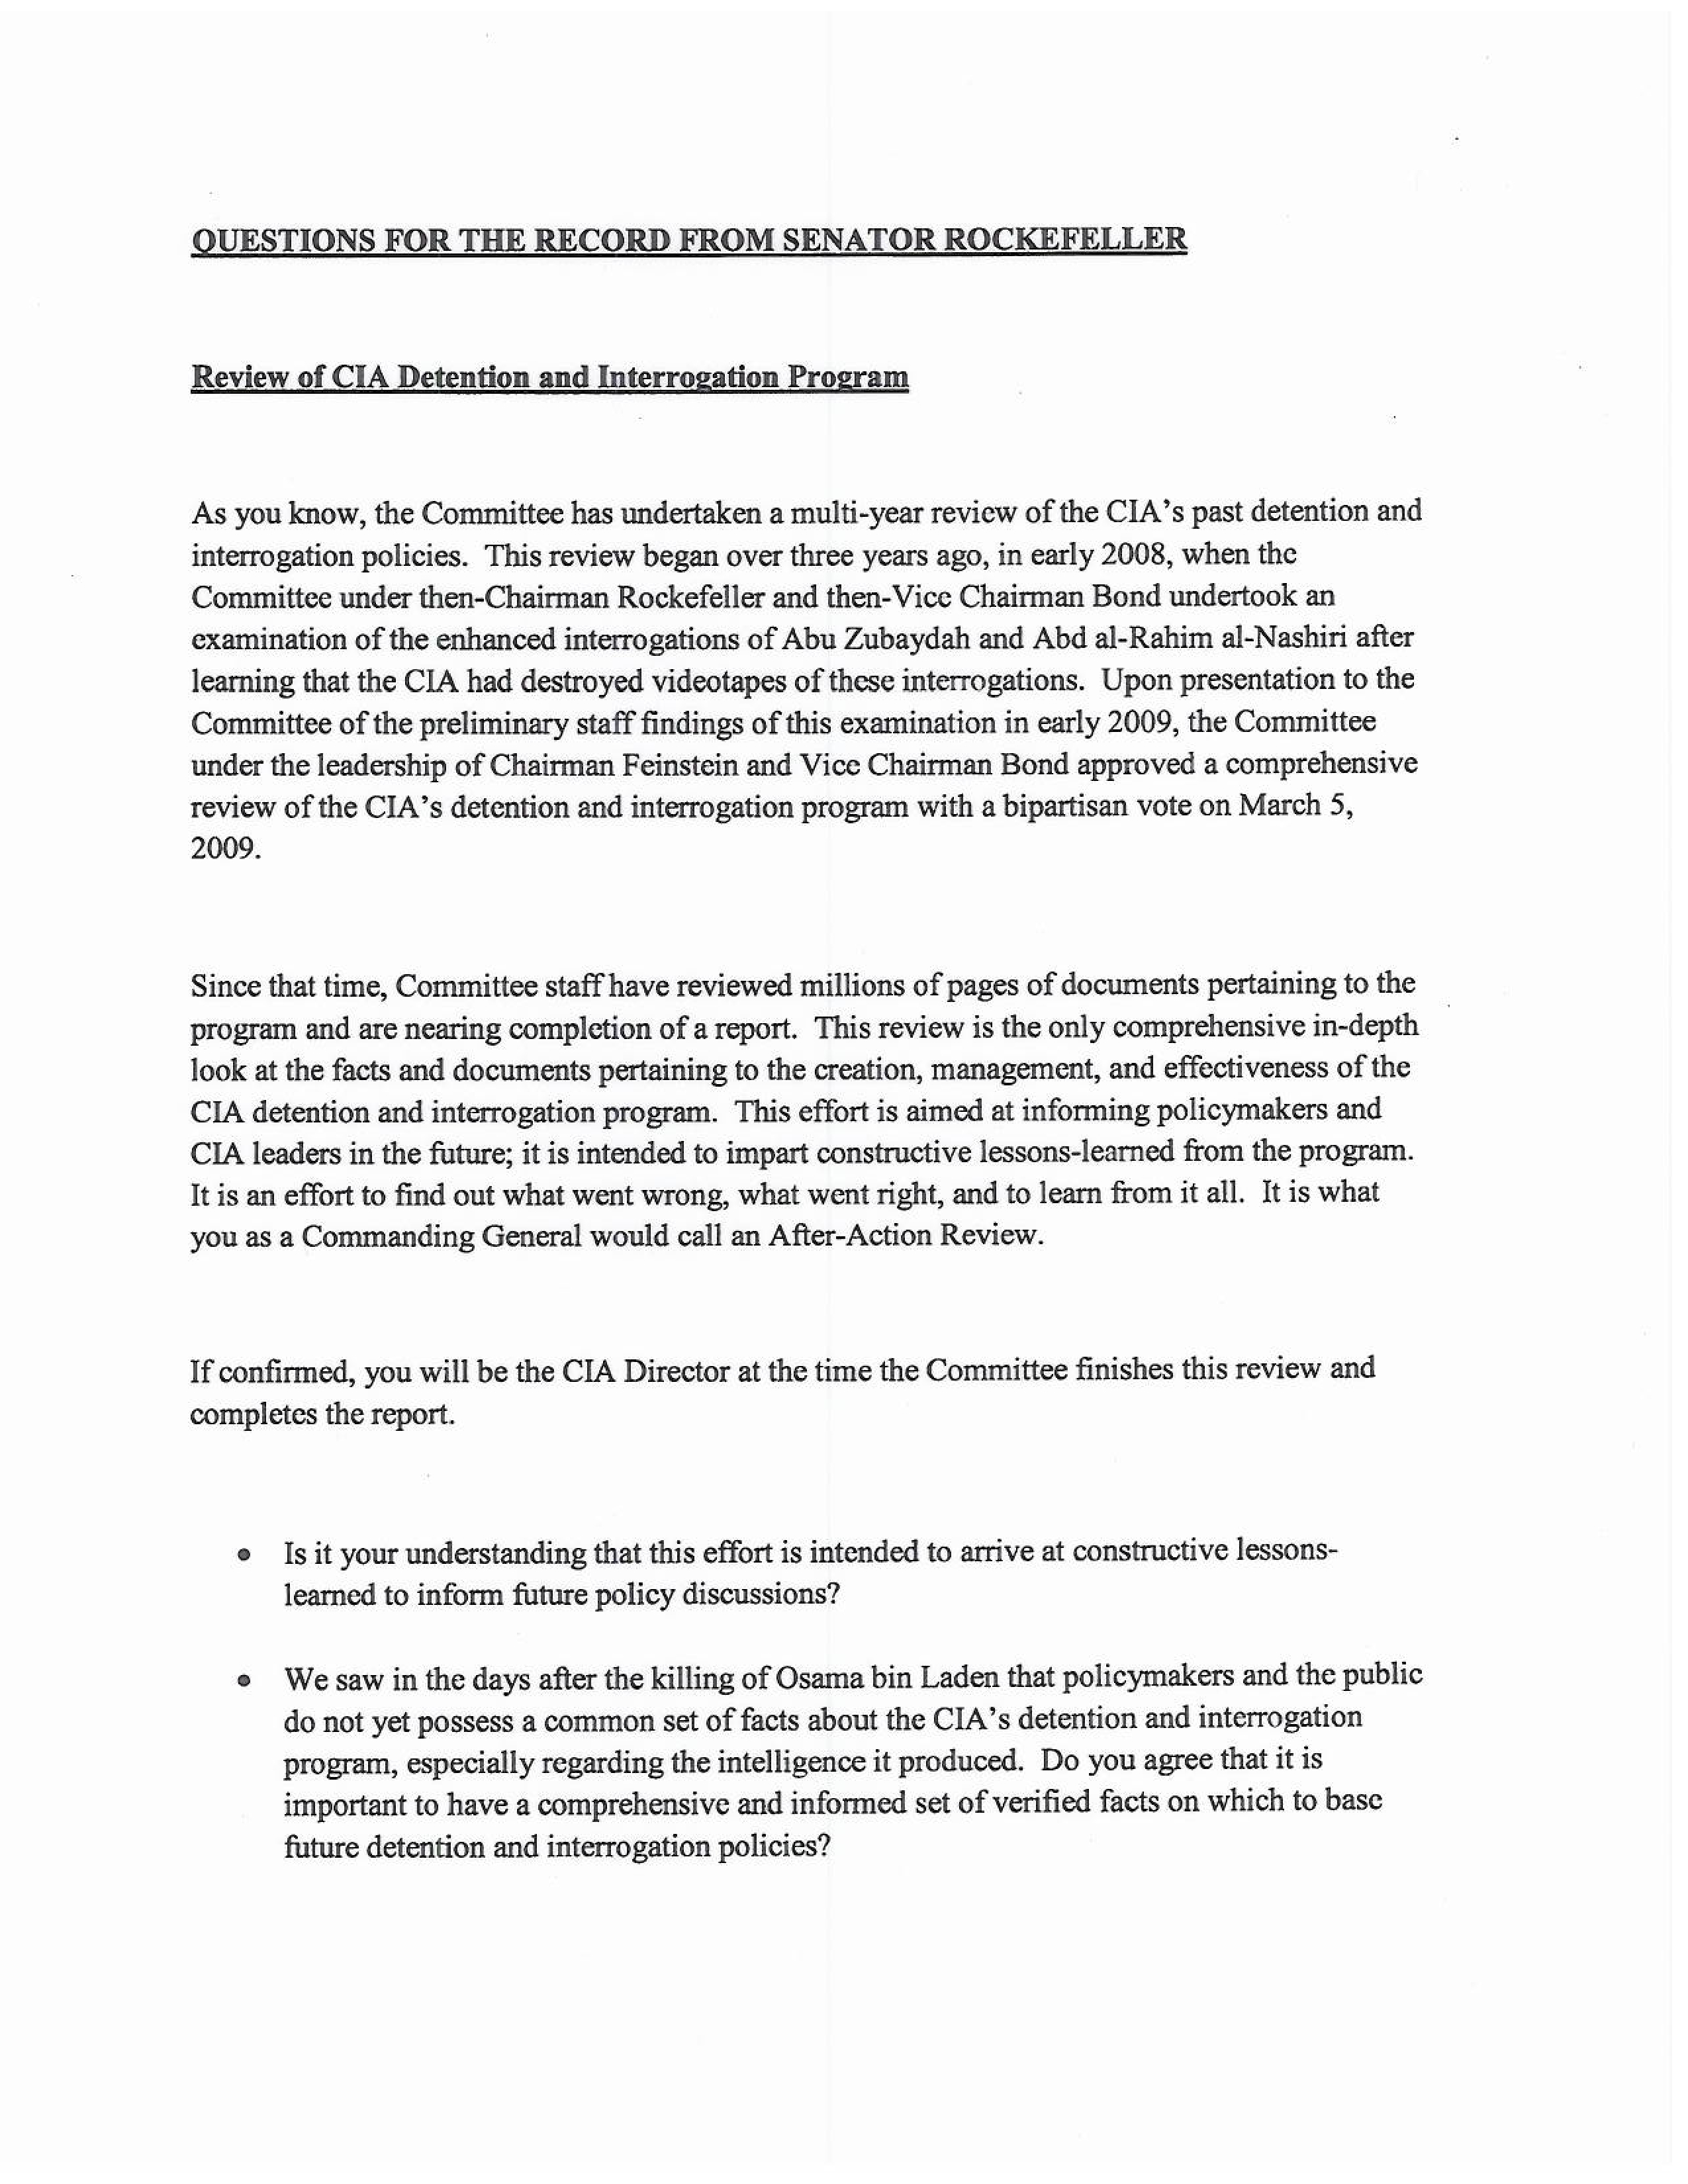 QUESTIONS FOR THE RECORD FROM SENATOR ROCKEFELLER
Review of CIA Detention and Interrogation Program
As you know, the Committee has undertaken a multi-year review of the CIA's past detention and
interrogation policies. This review began over three years ago, in early 2008, when the
Committee under then-Chairman Rockefeller and then-Vice Chairman Bond undertook an
examination of the enhanced interrogations of Abu Zubaydah and Abd al-Rahim al-Nashiri after
learning that the CIA had destroyed videotapes of these interrogations. Upon presentation to the
Committee of the preliminary staff findings of this examination in early 2009, the Committee
under the leadership of Chairman Feinstein and Vice Chairman Bond approved a comprehensive
review of the CIA's detention and interrogation program with a bipartisan vote on March 5,
2009.
Since that time, Committee staff have reviewed millions of pages of documents pertaining to the
program and are nearing completion of a report. This review is the only comprehensive in-depth
look at the facts and documents pertaining to the creation, management, and effectiveness of the
CIA detention and interrogation program. This effort is aimed at informing policymakers and
CIA leaders in the future; it is intended to impart constructive lessons-learned from the program.
It is an effort to find out what went wrong, what went right, and to learn from it all. It is what
you as a Commanding General would call an After-Action Review.
If confirmed, you will be the CIA Director at the time the Committee finishes this review and
completes the report.
• Is it your understanding that this effort is intended to arrive at constructive lessons-
learned to inform future policy discussions?
• We saw in the days after the killing of Osama bin Laden that policymakers and the public
do not yet possess a common set of facts about the CIA's detention and interrogation
program, especially regarding the intelligence it produced. Do you agree that it is
important to have a comprehensive and informed set of verified facts on which to base
future detention and interrogation policies?